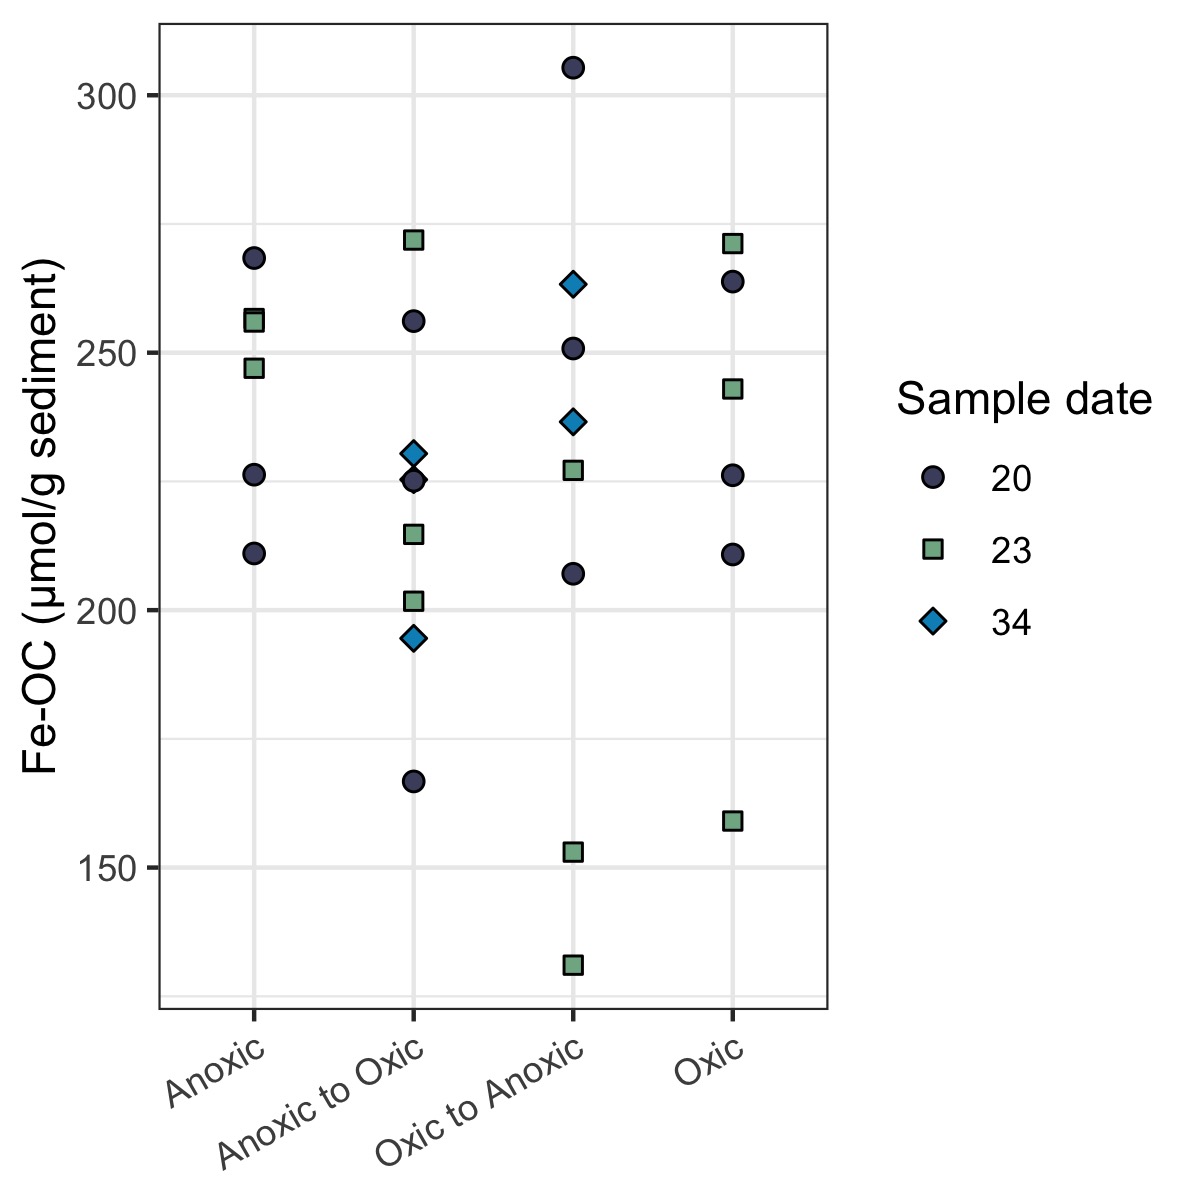 Fe-OC (µmol/g sediment)
300
250
200
150
Anoxic
Anoxic to Oxic
Oxic to Anoxic
Oxic
Sample date
20
23
34